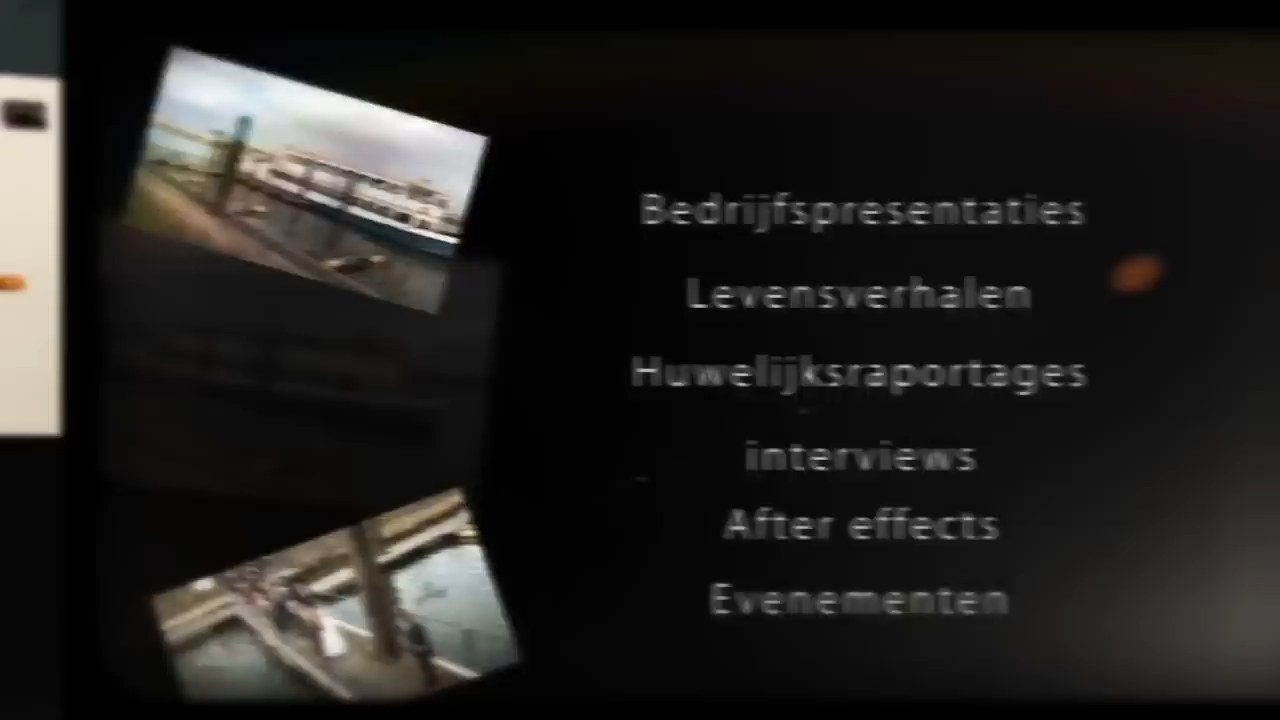 Bedrijfspresentaties
Levensverhalen
Huwelijksraportages
interviews
After effects
Evenementen